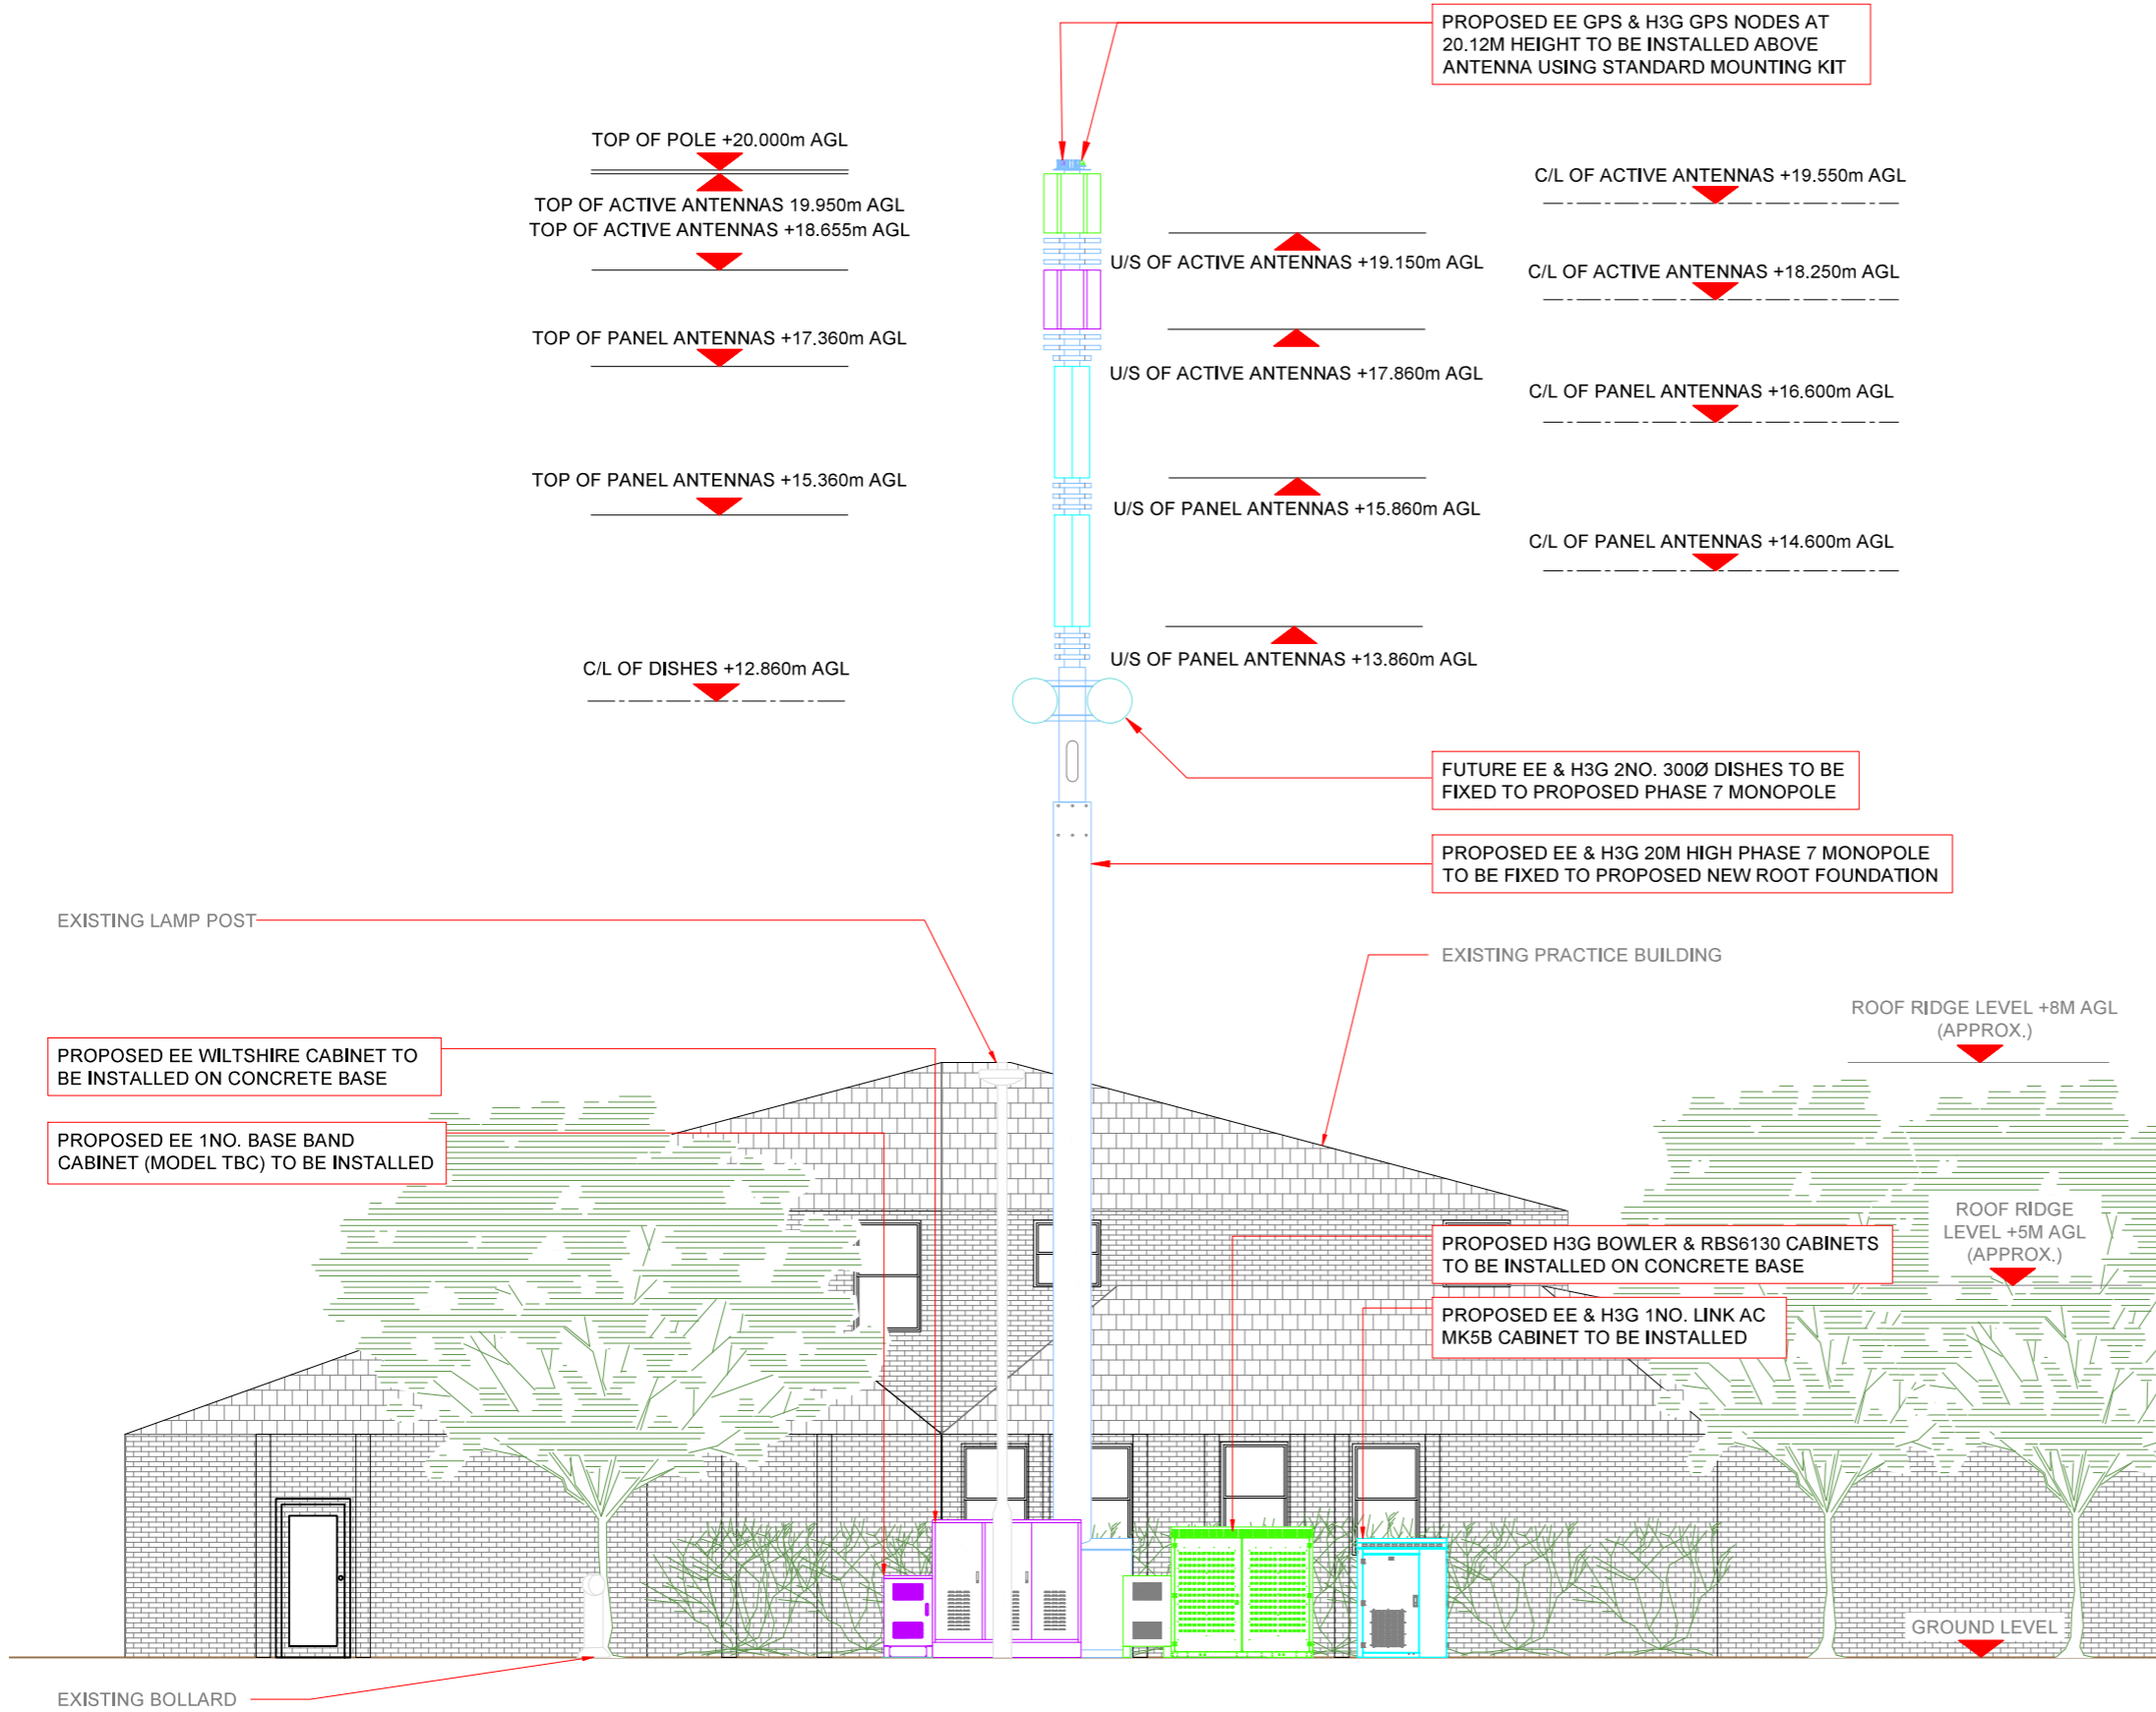 PROPOSED EE GPS & H3G GPS NODES AT
20.12M HEIGHT TO BE INSTALLED ABOVE
ANTENNA USING STANDARD MOUNTING KIT
TOP OF POLE +20.000m AGL
TOP OF ACTIVE ANTENNAS 19.950m AGL
TOP OF ACTIVE ANTENNAS +18.655m AGL
C/L OF ACTIVE ANTENNAS +19.550m AGL
U/S OF ACTIVE ANTENNAS +19.150m AGL
C/L OF ACTIVE ANTENNAS +18.250m AGL
TOP OF PANEL ANTENNAS +17.360m AGL
U/S OF ACTIVE ANTENNAS +17.860m AGL
C/L OF PANEL ANTENNAS +16.600m AGL
TOP OF PANEL ANTENNAS +15.360m AGL
U/S OF PANEL ANTENNAS +15.860m AGL
C/L OF PANEL ANTENNAS +14.600m AGL
C/L OF DISHES +12.860m AGL
U/S OF PANEL ANTENNAS +13.860m AGL
FUTURE EE & H3G 2NO. 300Ø DISHES TO BE
FIXED TO PROPOSED PHASE 7 MONOPOLE
PROPOSED EE & H3G 20M HIGH PHASE 7 MONOPOLE
TO BE FIXED TO PROPOSED NEW ROOT FOUNDATION
EXISTING LAMP POST
EXISTING PRACTICE BUILDING
ROOF RIDGE LEVEL +8M AGL
(APPROX.)
PROPOSED EE WILTSHIRE CABINET TO
BE INSTALLED ON CONCRETE BASE
PROPOSED EE 1NO. BASE BAND
CABINET (MODEL TBC) TO BE INSTALLED
ROOF RIDGE
LEVEL +5M AGL
(APPROX.)
PROPOSED H3G BOWLER & RBS6130 CABINETS
TO BE INSTALLED ON CONCRETE BASE
PROPOSED EE & H3G 1NO. LINK AC
MK5B CABINET TO BE INSTALLED
GROUND LEVEL
EXISTING BOLLARD